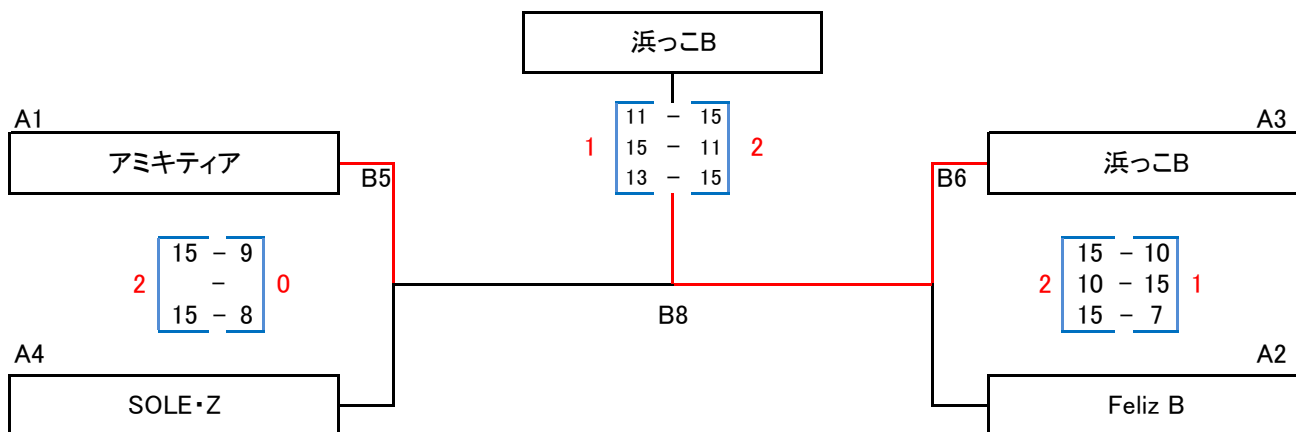 浜っこB
A1
A3
11 － 15
1 15 － 11 2
13 － 15
アミキティア
浜っこB
B5
B6
15 － 9
2 － 0
15 － 8
15 － 10
2 10 － 15 1
15 － 7
B8
A4
A2
SOLE・Z
Feliz B